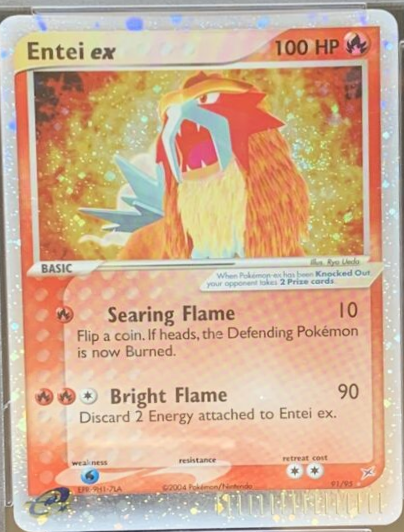 Entei ex 100 HP
Illus. Ryo Ueda
BASIC
When Pokémon-ex has been Knocked Out,
your opponent takes 2 Prize cards.
Searing Flame 10
Flip a coin. If heads, the Defending Pokémon
is now Burned.
Bright Flame 90
Discard 2 Energy attached to Entei ex.
weakness resistance retreat cost
©2004 Pokémon/Nintendo 91/95